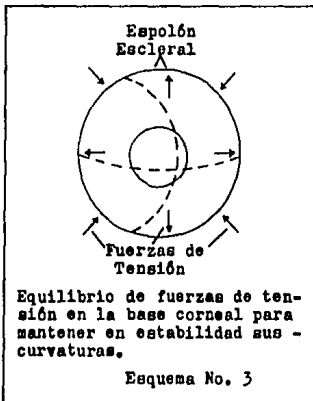 Espolón
Escleral
Fuerzas de
Tensión
Equilibrio de fuerzas de ten-
sión en la base corneal para
mantener en estabilidad sus -
curvaturas.
Esquema No. 3